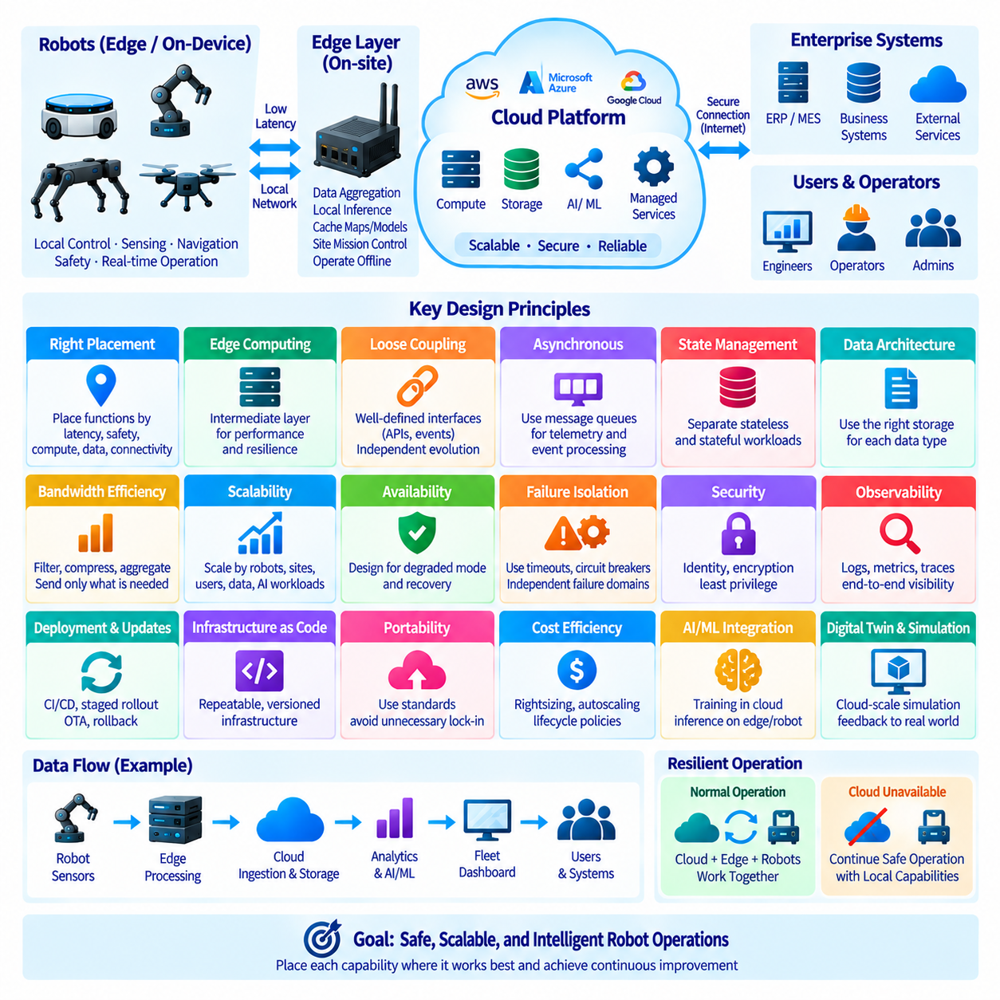 Robots (Edge / On-Device)
Local Control · Sensing · Navigation
Safety · Real-time Operation
Low
Latency
Local
Network
Edge Layer
(On-site)
Data Aggregation
Local Inference
Cache Maps/Models
Site Mission Control
Operate Offline
aws
Microsoft
Azure
Google Cloud
Cloud Platform
Compute
Storage
AI/ ML
Managed
Services
Scalable • Secure • Reliable
Secure
Connection
(Internet)
Enterprise Systems
ERP / MES
Business
Systems
External
Services
Users & Operators
Engineers
Operators
Admins
Key Design Principles
Right Placement
Place functions by
latency, safety,
compute, data, connectivity
Edge Computing
Intermediate layer
for performance
and resilience
Loose Coupling
Well-defined interfaces
(APIs, events)
Independent evolution
Asynchronous
Use message queues
for telemetry and
event processing
State Management
Separate stateless
and stateful workloads
Data Architecture
Use the right storage
for each data type
Bandwidth Efficiency
Filter, compress, aggregate
Send only what is needed
Scalability
Scale by robots, sites,
users, data, AI workloads
Availability
Design for degraded mode
and recovery
Failure Isolation
Use timeouts, circuit breakers
Independent failure domains
Security
Identity, encryption
least privilege
Observability
Logs, metrics, traces
end-to-end visibility
Deployment & Updates
CI/CD, staged rollout
OTA, rollback
Infrastructure as Code
</>
Repeatable, versioned
infrastructure
Portability
Use standards
avoid unnecessary lock-in
Cost Efficiency
$
Rightsizing, autoscaling
lifecycle policies
AI/ML Integration
Training in cloud
inference on edge/robot
Digital Twin & Simulation
Cloud-scale simulation
feedback to real world
Data Flow (Example)
Robot
Sensors
Edge
Processing
Cloud
Ingestion & Storage
Analytics
& AI/ML
Fleet
Dashboard
Users
& Systems
Resilient Operation
Normal Operation
Cloud + Edge + Robots
Work Together
Cloud Unavailable
Continue Safe Operation
with Local Capabilities
Goal: Safe, Scalable, and Intelligent Robot Operations
Place each capability where it works best and achieve continuous improvement